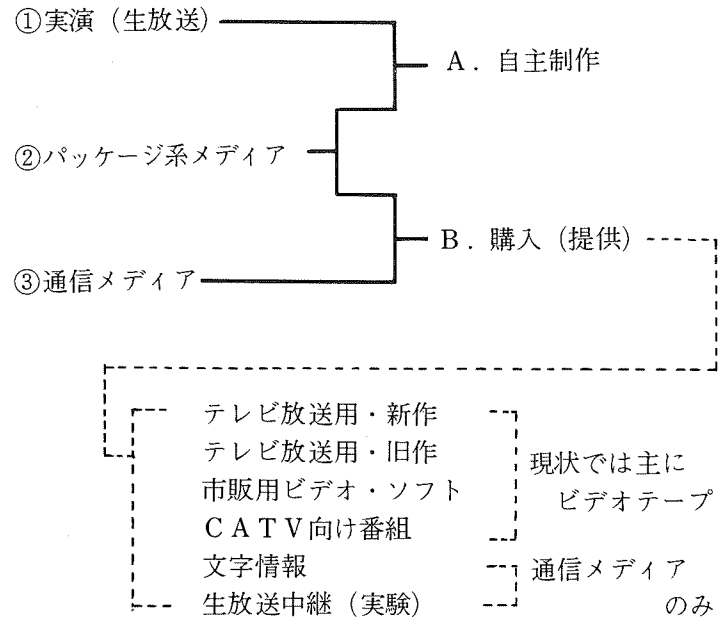 ①実演（生放送）
A．自主制作
②パッケージ系メディア
B．購入（提供）
③通信メディア
テレビ放送用・新作
テレビ放送用・旧作
市販用ビデオ・ソフト
ＣＡＴＶ向け番組
現状では主に
ビデオテープ
文字情報
生放送中継（実験）
通信メディア
のみ